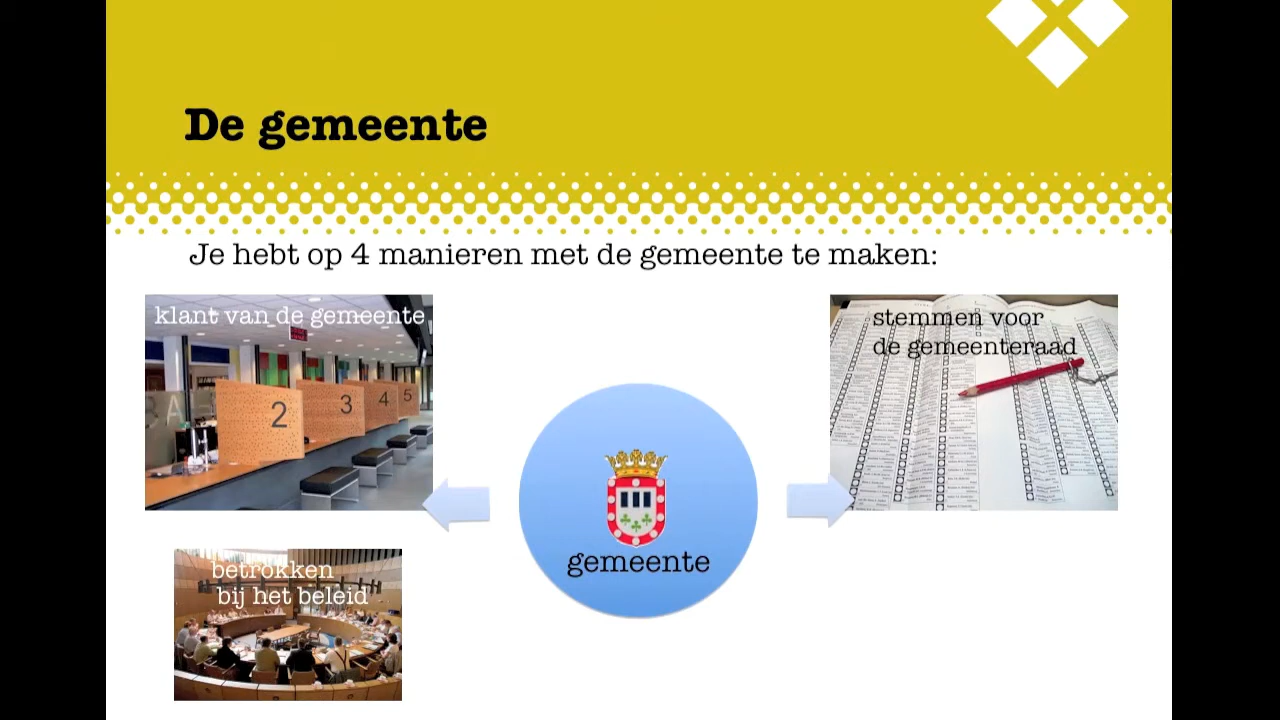 De gemeente
Je hebt op 4 manieren met de gemeente te maken:
klant van de gemeente
2
3
4
5
A
stemmen voor
de gemeenteraad
gemeente
betrokken
bij het beleid